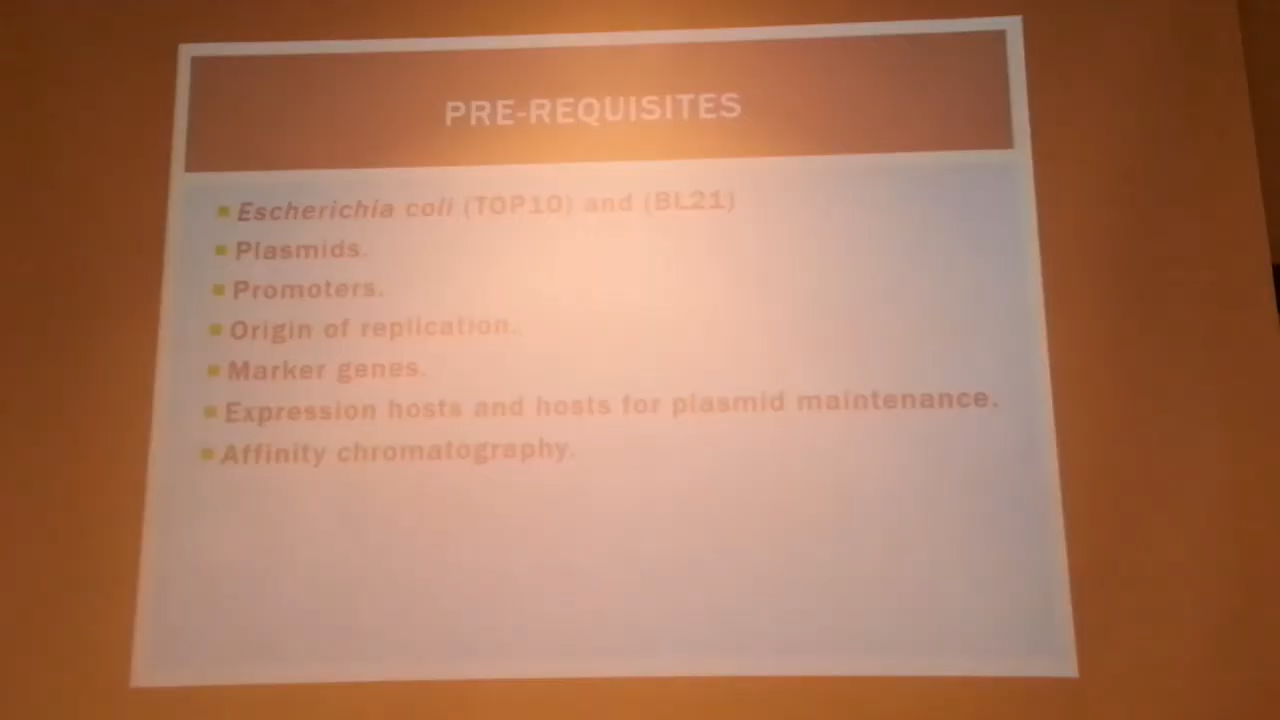 PRE-REQUISITES
Escherichia coli (TOP10) and (BL21)
Plasmids.
Promoters.
Origin of replication.
Marker genes.
Expression hosts and hosts for plasmid maintenance.
Affinity chromatography.